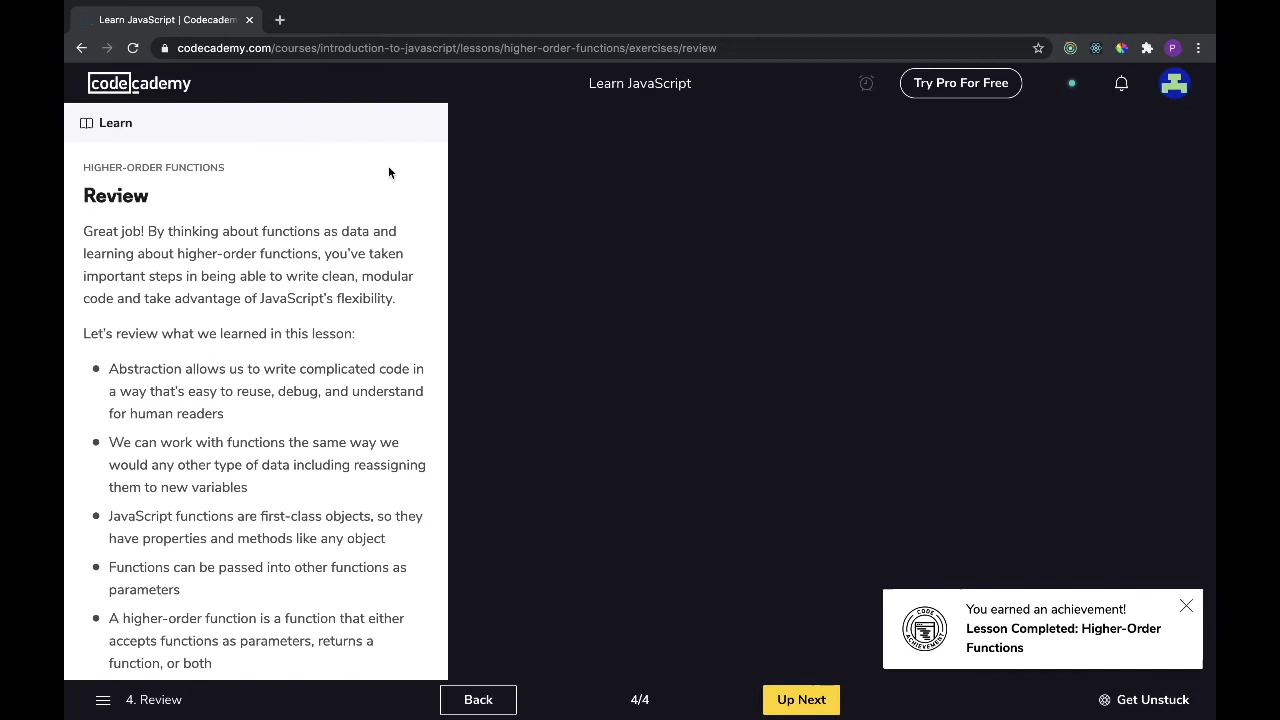 Learn JavaScript | Codecadem
codecademy.com/courses/introduction-to-javascript/lessons/higher-order-functions/exercises/review
P
codecademy
Learn JavaScript
Try Pro For Free
Learn
HIGHER-ORDER FUNCTIONS
Review
Great job! By thinking about functions as data and
learning about higher-order functions, you've taken
important steps in being able to write clean, modular
code and take advantage of JavaScript's flexibility.
Let's review what we learned in this lesson:
Abstraction allows us to write complicated code in
a way that's easy to reuse, debug, and understand
for human readers
We can work with functions the same way we
would any other type of data including reassigning
them to new variables
JavaScript functions are first-class objects, so they
have properties and methods like any object
Functions can be passed into other functions as
parameters
A higher-order function is a function that either
accepts functions as parameters, returns a
function, or both
CODE
ACHIEVEMENT
You earned an achievement!
Lesson Completed: Higher-Order
Functions
4. Review
Back
4/4
Up Next
Get Unstuck